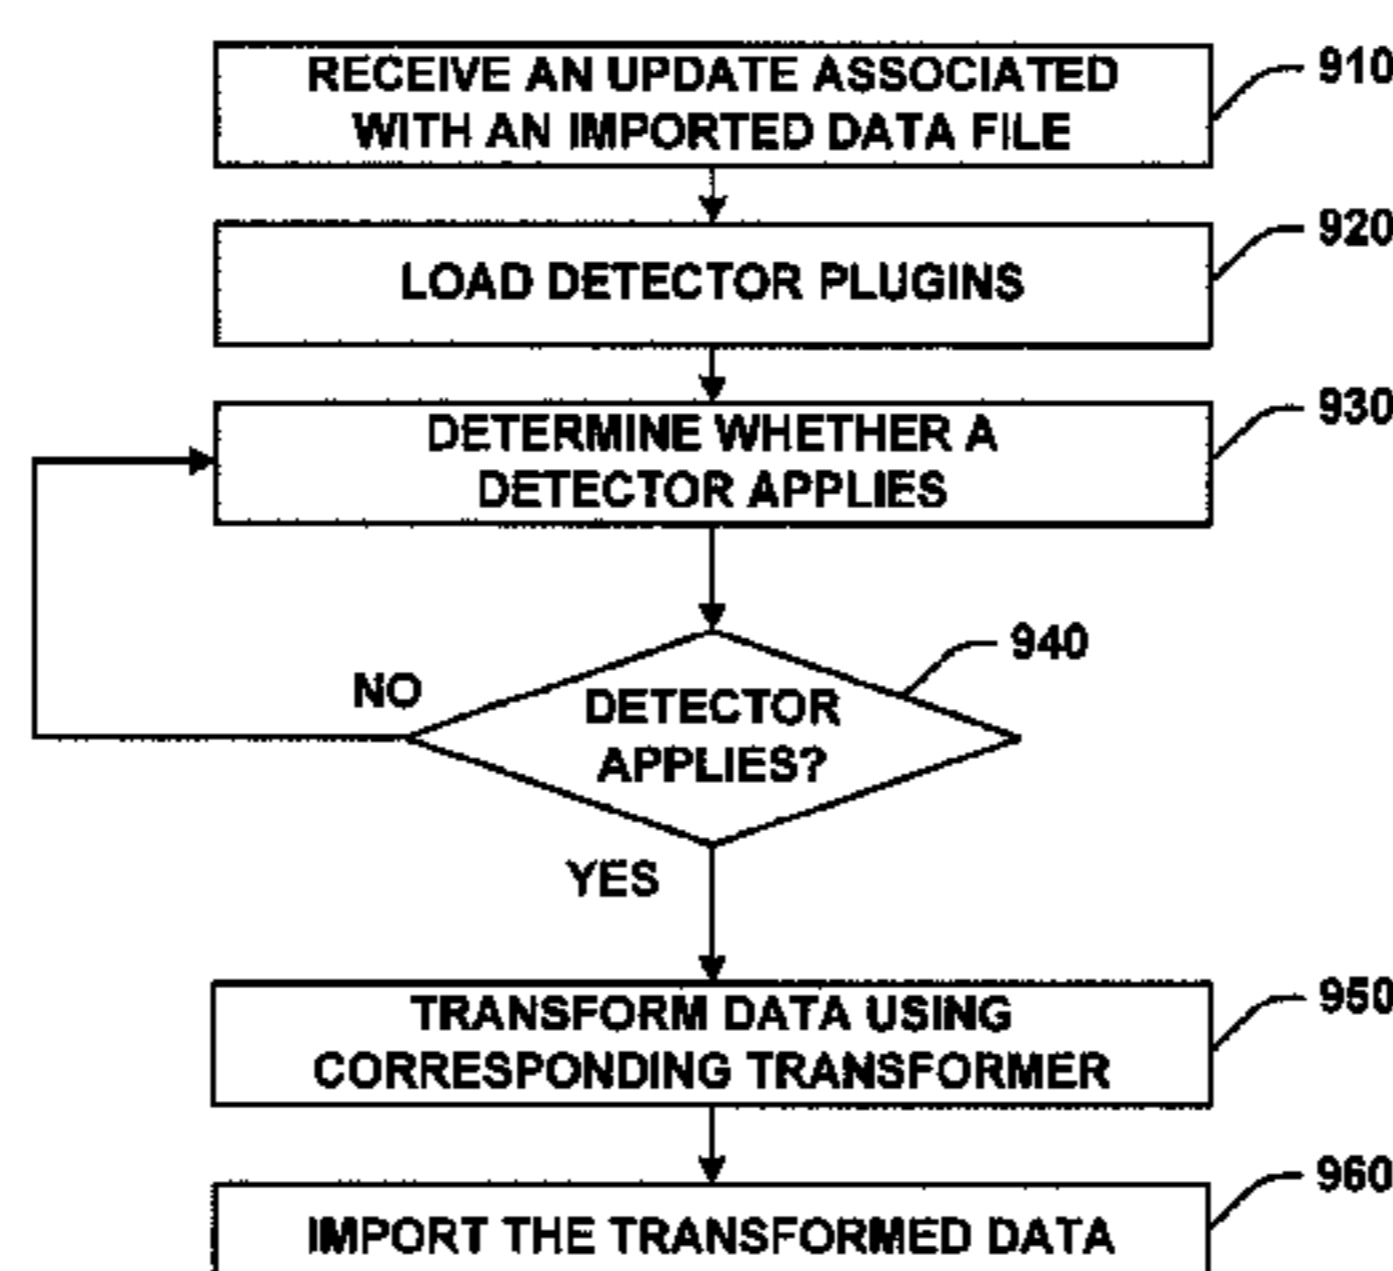 RECEIVE AN UPDATE ASSOCIATED
WITH AN IMPORTED DATA FILE
910
LOAD DETECTOR PLUGINS
920
DETERMINE WHETHER A
DETECTOR APPLIES
930
940
NO
DETECTOR
APPLIES?
YES
TRANSFORM DATA USING
CORRESPONDING TRANSFORMER
950
IMPORT THE TRANSFORMED DATA
960